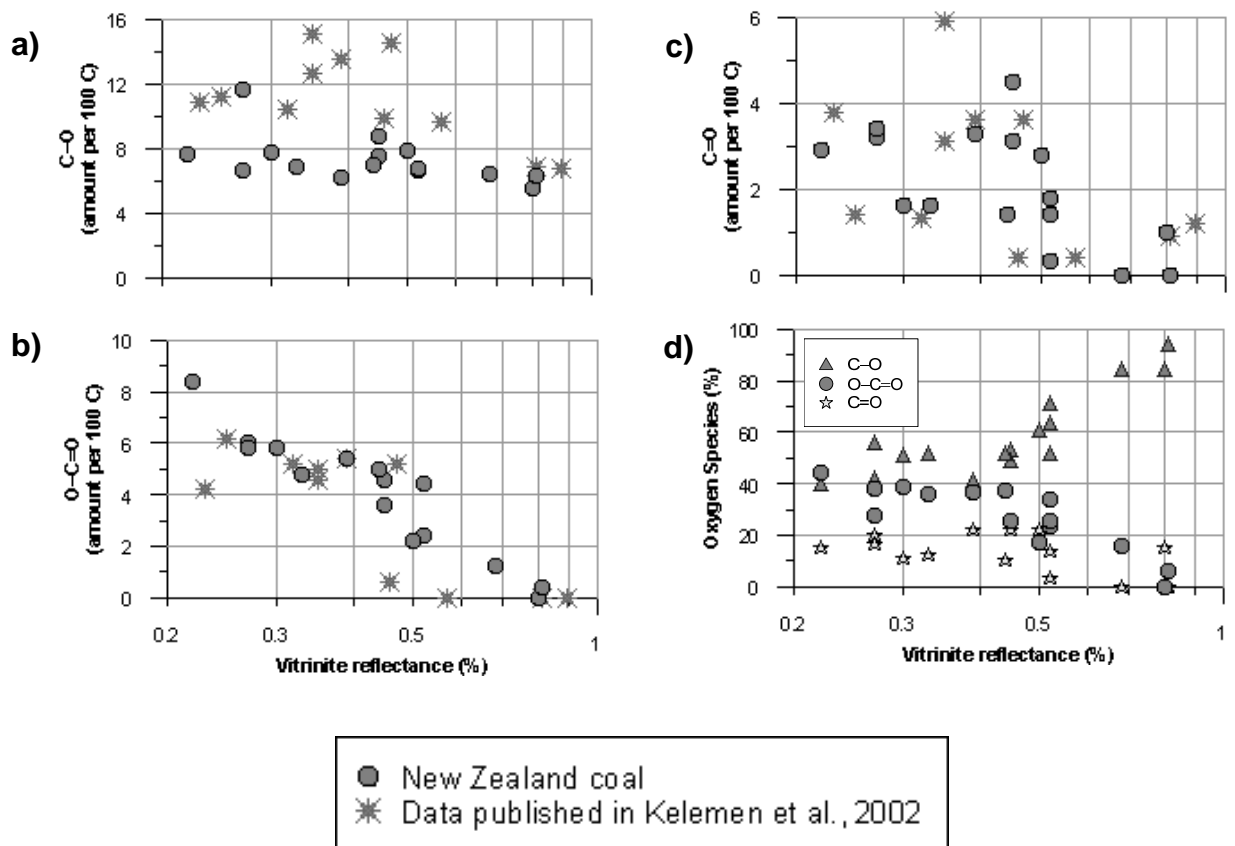 a)
16
12
8
4
0
C–O
(amount per 100 C)
b)
10
8
6
4
2
0
O–C=O
(amount per 100 C)
0.2
0.3
0.5
1
Vitrinite reflectance (%)
c)
6
4
2
0
C=O
(amount per 100 C)
d)
100
80
60
40
20
0
Oxygen Species (%)
C–O
O–C=O
C=O
0.2
0.3
0.5
1
Vitrinite reflectance (%)
New Zealand coal
Data published in Kelemen et al., 2002